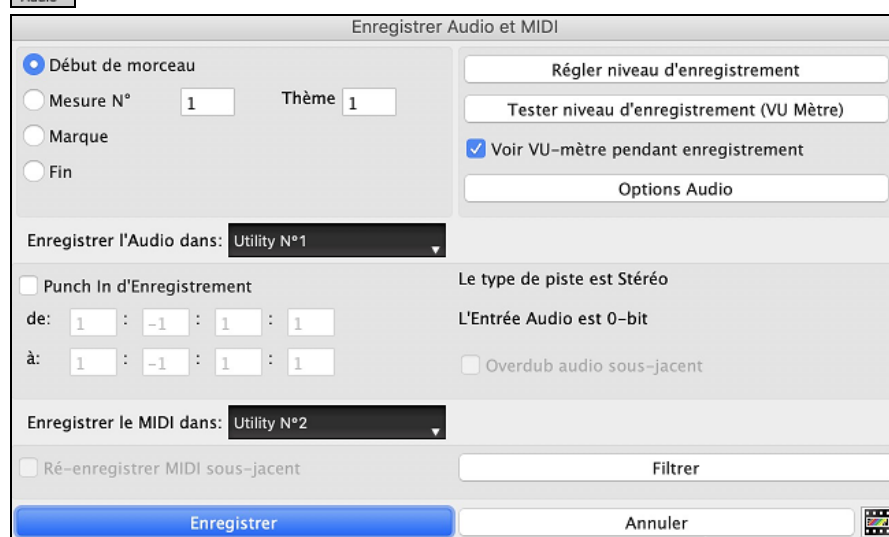 Audio
Enregistrer Audio et MIDI
Début de morceau
Mesure N° 1 Thème 1
Marque
Fin
Régler niveau d'enregistrement
Tester niveau d'enregistrement (VU Mètre)
Voir VU-mètre pendant enregistrement
Options Audio
Enregistrer l'Audio dans: Utility N°1
Punch In d'Enregistrement
de: 1 : -1 : 1 : 1
à: 1 : -1 : 1 : 1
Le type de piste est Stéréo
L'Entrée Audio est 0-bit
Overdub audio sous-jacent
Enregistrer le MIDI dans: Utility N°2
Ré-enregistrer MIDI sous-jacent
Filtrer
Enregistrer
Annuler